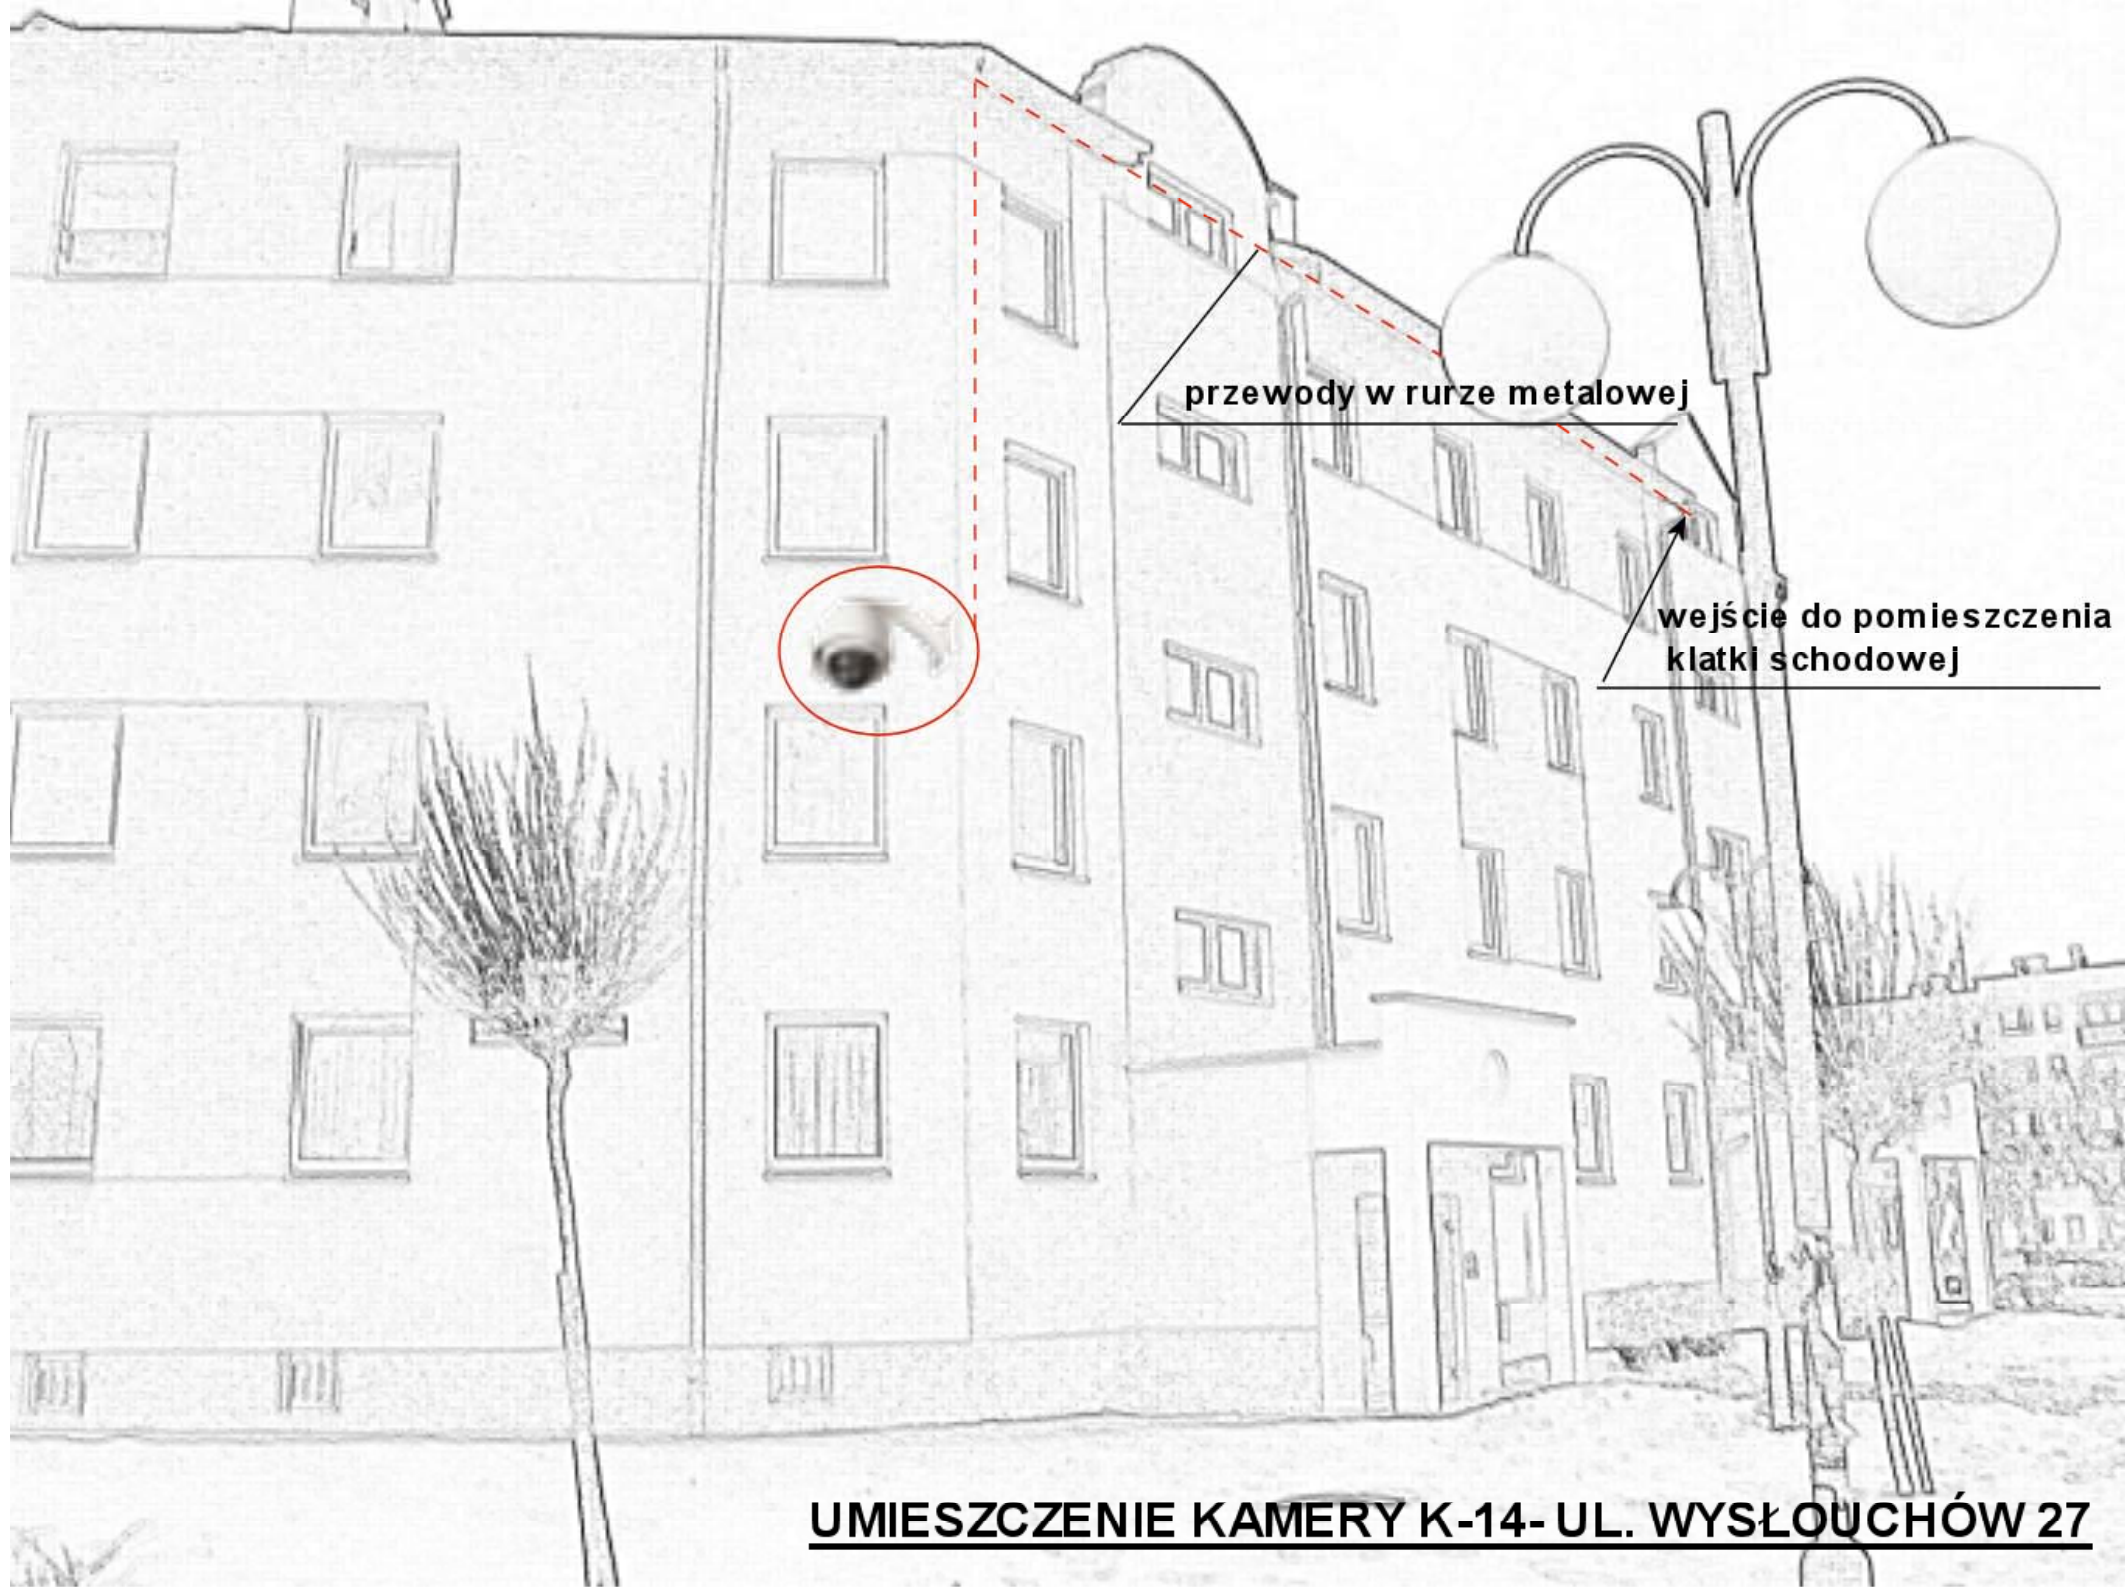 przewody w rurze metalowej
wejście do pomieszczenia
klatki schodowej
UMIESZCZENIE KAMERY K-14- UL. WYSŁOUCHÓW 27